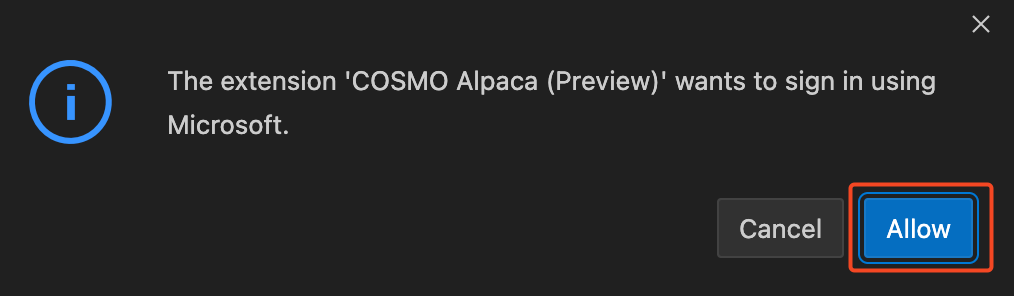 The extension 'COSMO Alpaca (Preview)' wants to sign in using
Microsoft.
Cancel
Allow